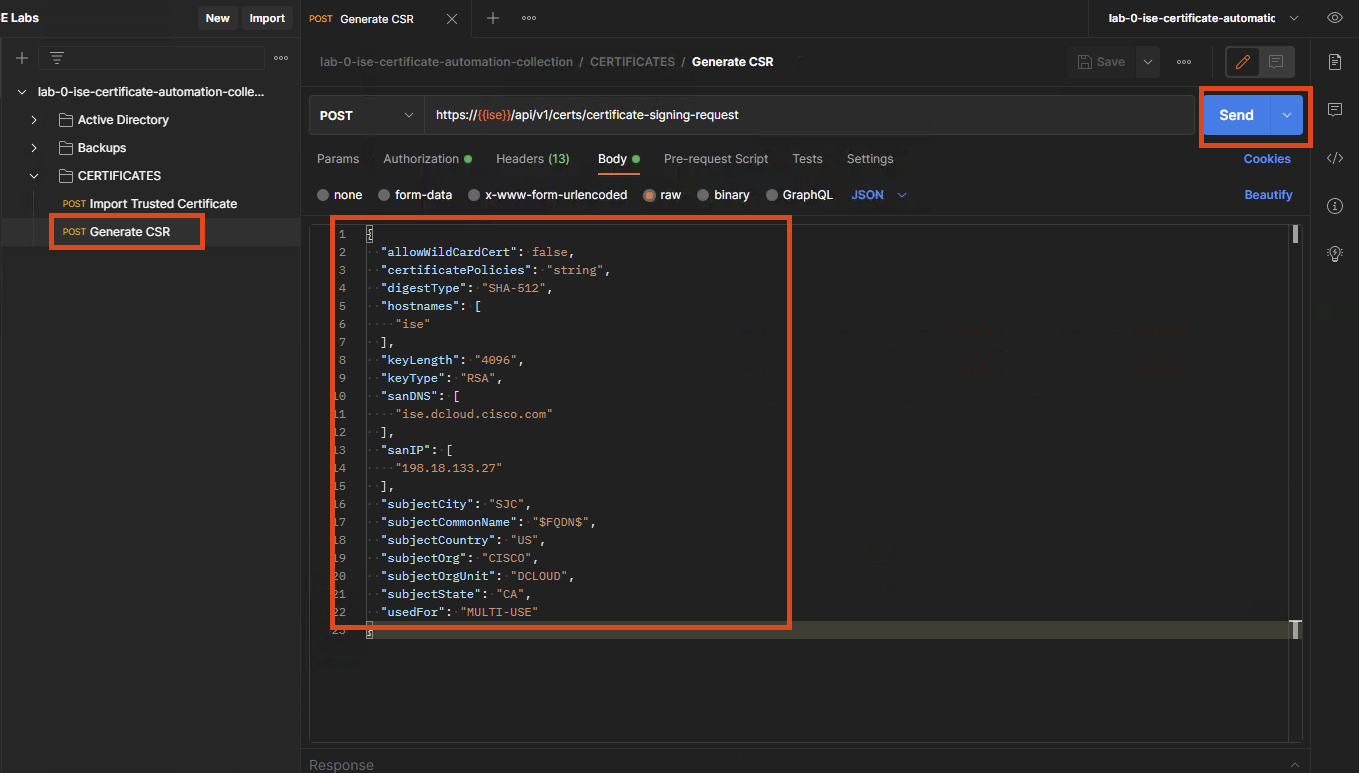 E Labs
New
Import
POST Generate CSR
lab-0-ise-certificate-automatic
lab-0-ise-certificate-automation-collection / CERTIFICATES / Generate CSR
Save
lab-0-ise-certificate-automation-colle...
Active Directory
Backups
CERTIFICATES
POST Import Trusted Certificate
POST Generate CSR
POST
https://{{ise}}/api/v1/certs/certificate-signing-request
Send
Params
Authorization
Headers (13)
Body
Pre-request Script
Tests
Settings
Cookies
none
form-data
x-www-form-urlencoded
raw
binary
GraphQL
JSON
Beautify
1 {
2 "allowWildCardCert": false,
3 "certificatePolicies": "string",
4 "digestType": "SHA-512",
5 "hostnames": [
6 "ise"
7 ],
8 "keyLength": "4096",
9 "keyType": "RSA",
10 "sanDNS": [
11 "ise.dcloud.cisco.com"
12 ],
13 "sanIP": [
14 "198.18.133.27"
15 ],
16 "subjectCity": "SJC",
17 "subjectCommonName": "$FQDN$",
18 "subjectCountry": "US",
19 "subjectOrg": "CISCO",
20 "subjectOrgUnit": "DCLOUD",
21 "subjectState": "CA",
22 "usedFor": "MULTI-USE"
23 }
Response